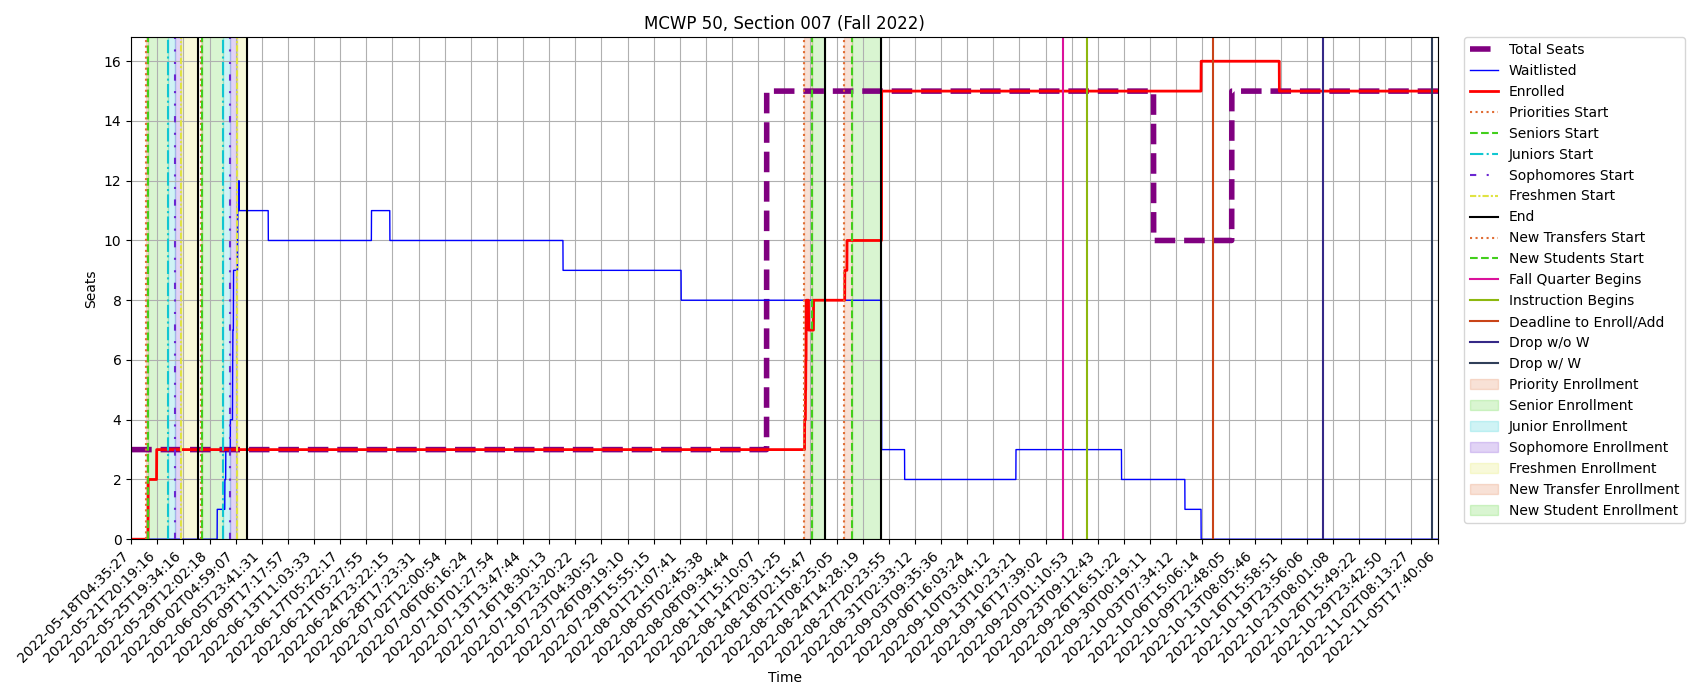 MCWP 50, Section 007 (Fall 2022)
Seats
16
14
12
10
8
6
4
2
0
2022-05-18T04:35:27
2022-05-21T20:19:16
2022-05-25T19:34:16
2022-05-29T12:02:18
2022-06-02T04:59:07
2022-06-05T23:41:31
2022-06-09T17:17:57
2022-06-13T11:03:33
2022-06-17T05:22:17
2022-06-21T05:27:55
2022-06-24T23:22:15
2022-06-28T17:23:31
2022-07-02T12:00:54
2022-07-06T06:16:24
2022-07-10T01:27:54
2022-07-13T13:47:44
2022-07-16T18:30:13
2022-07-19T23:20:22
2022-07-23T04:30:52
2022-07-26T09:19:10
2022-07-29T15:55:15
2022-08-01T21:07:41
2022-08-05T02:45:38
2022-08-08T09:34:44
2022-08-11T15:10:07
2022-08-14T20:31:25
2022-08-18T02:15:47
2022-08-21T08:25:05
2022-08-24T14:28:19
2022-08-27T20:23:55
2022-08-31T02:33:12
2022-09-03T09:35:36
2022-09-06T16:03:24
2022-09-10T03:04:12
2022-09-13T10:23:21
2022-09-16T17:39:02
2022-09-20T01:10:53
2022-09-23T09:12:43
2022-09-26T16:51:22
2022-09-30T00:19:11
2022-10-03T07:34:12
2022-10-06T15:06:14
2022-10-09T22:48:05
2022-10-13T08:05:46
2022-10-16T15:58:51
2022-10-19T23:56:06
2022-10-23T08:01:08
2022-10-26T15:49:22
2022-10-29T23:42:50
2022-11-02T08:13:27
2022-11-05T17:40:06
Time
Total Seats
Waitlisted
Enrolled
Priorities Start
Seniors Start
Juniors Start
Sophomores Start
Freshmen Start
End
New Transfers Start
New Students Start
Fall Quarter Begins
Instruction Begins
Deadline to Enroll/Add
Drop w/o W
Drop w/ W
Priority Enrollment
Senior Enrollment
Junior Enrollment
Sophomore Enrollment
Freshmen Enrollment
New Transfer Enrollment
New Student Enrollment